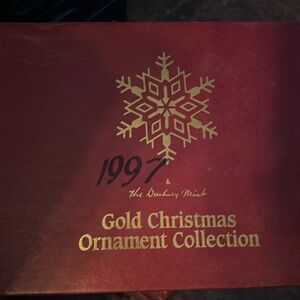 1997
The Danbury Mint
Gold Christmas
Ornament Collection